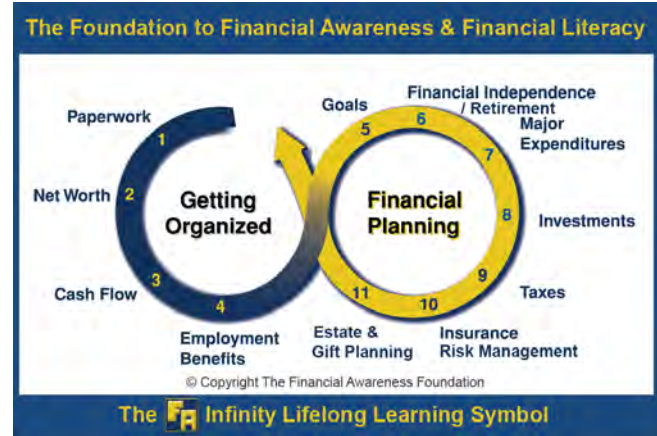 The Foundation to Financial Awareness & Financial Literacy
Paperwork
1
Net Worth
2
Cash Flow
3
4
Employment
Benefits
Getting
Organized
Goals
5
Financial Independence
/ Retirement
6
Major
Expenditures
7
8
Investments
9
Taxes
10
Insurance
Risk Management
11
Estate &
Gift Planning
Financial
Planning
© Copyright The Financial Awareness Foundation
The FA Infinity Lifelong Learning Symbol